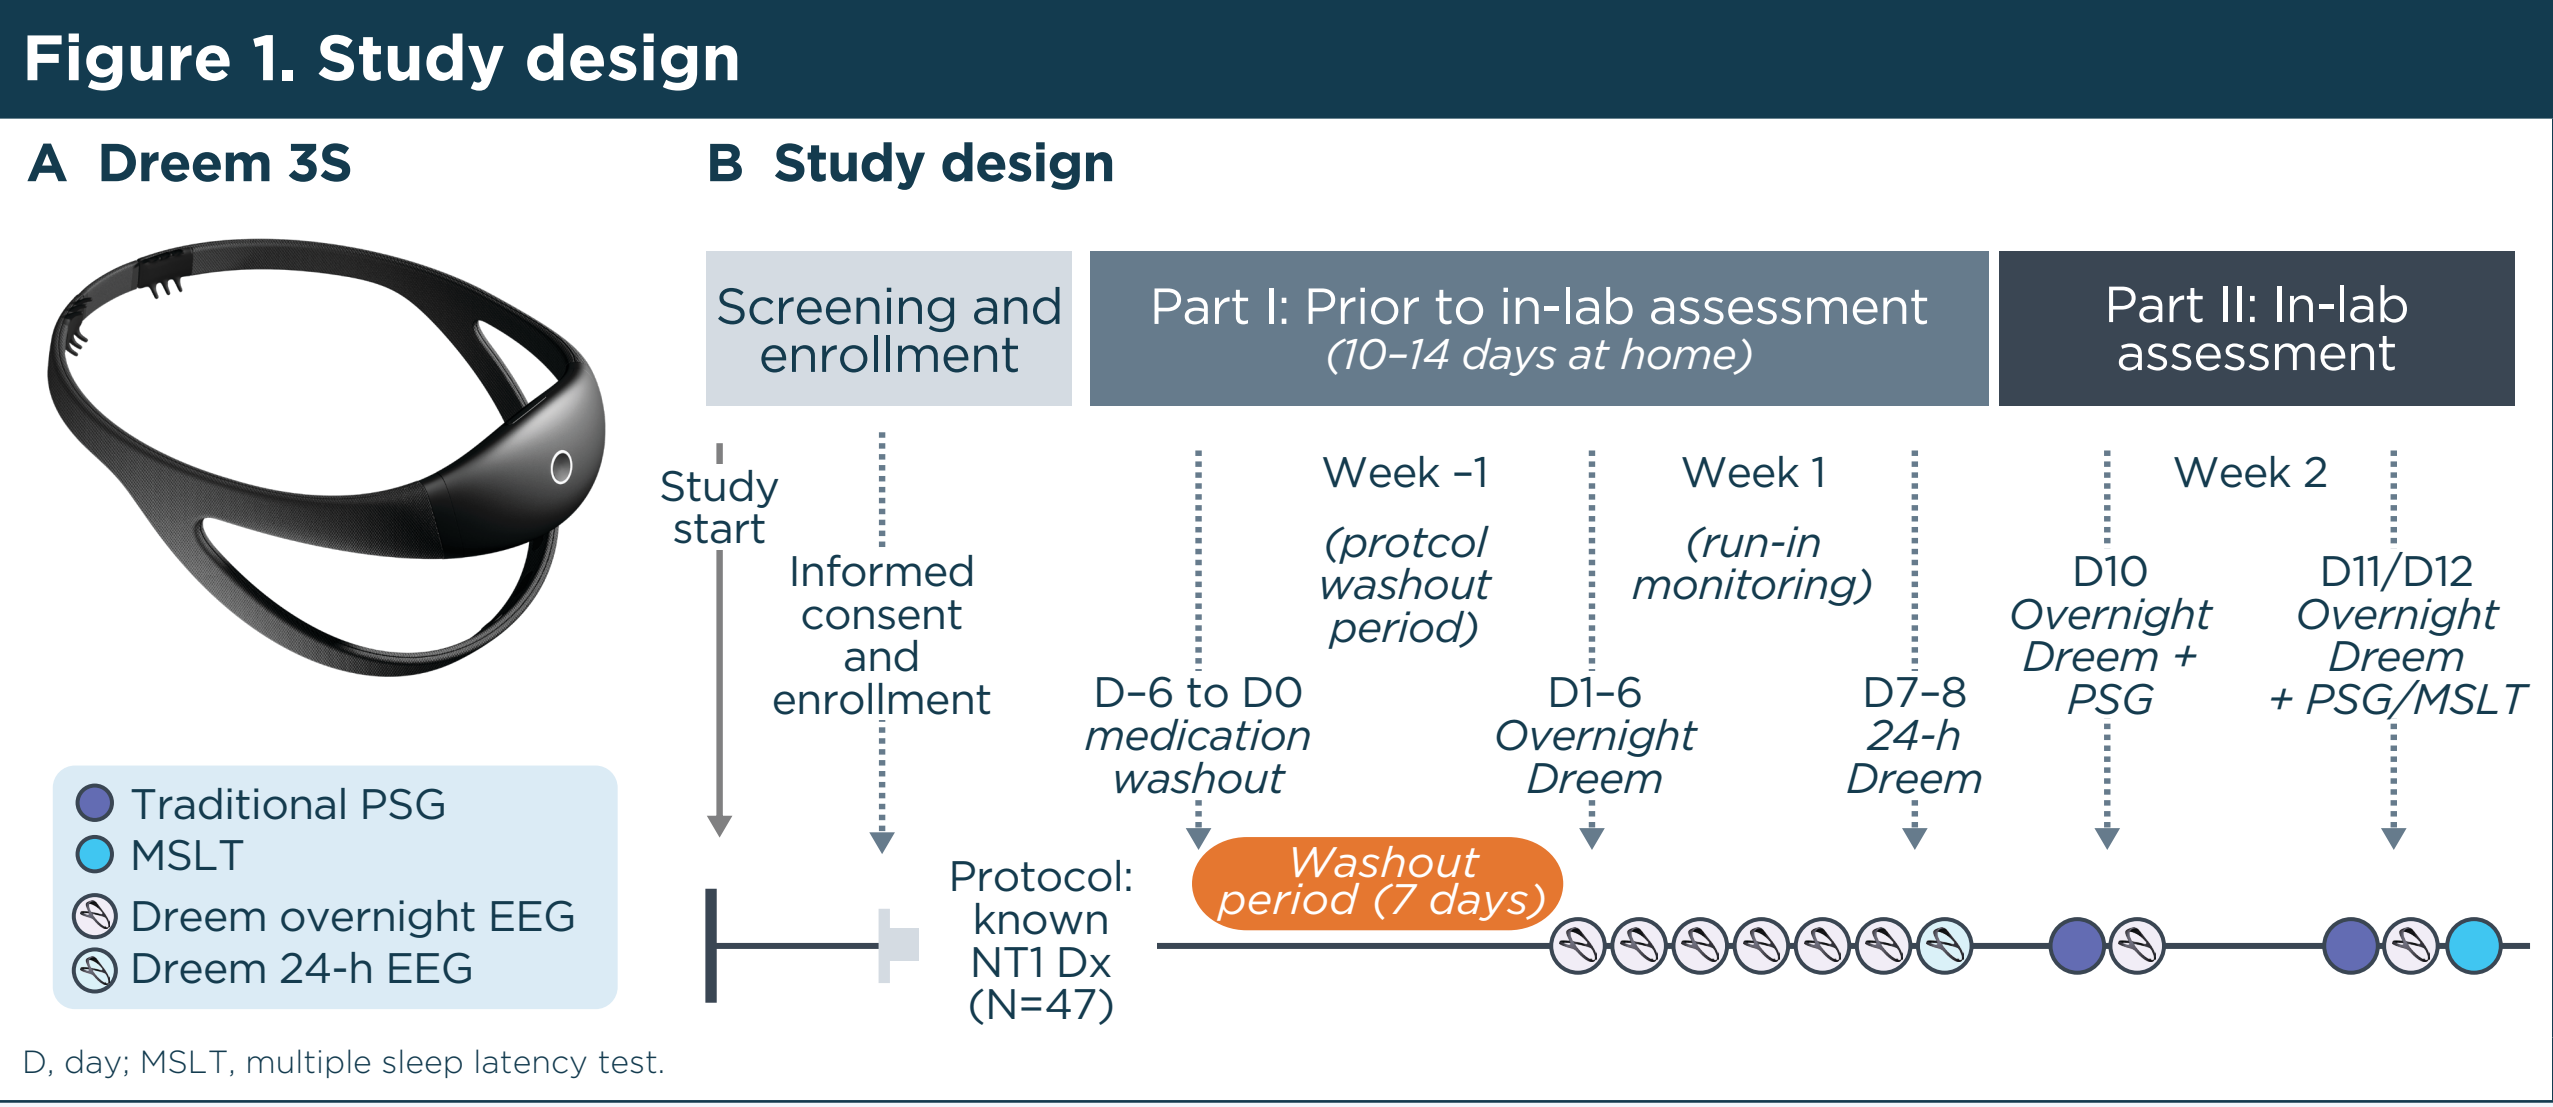 Figure 1. Study design
A Dreem 3S
B Study design
Screening and
enrollment
Part I: Prior to in-lab assessment
(10–14 days at home)
Part II: In-lab
assessment
Study
start
Informed
consent
and
enrollment
Week –1
(protcol
washout
period)
Week 1
(run-in
monitoring)
Week 2
D–6 to D0
medication
washout
D1–6
Overnight
Dreem
D7–8
24-h
Dreem
D10
Overnight
Dreem +
PSG
D11/D12
Overnight
Dreem
+ PSG/MSLT
Protocol:
known
NT1 Dx
(N=47)
Washout
period (7 days)
Traditional PSG
MSLT
Dreem overnight EEG
Dreem 24-h EEG
D, day; MSLT, multiple sleep latency test.